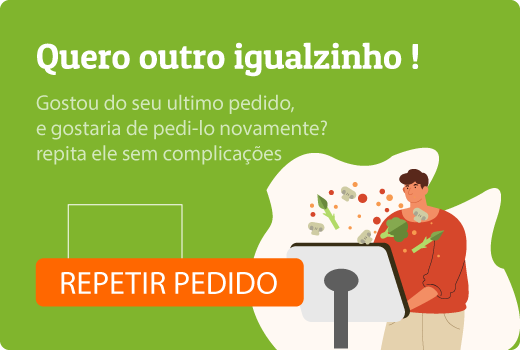 Quero outro igualzinho !
Gostou do seu ultimo pedido,
e gostaria de pedi-lo novamente?
repita ele sem complicações
REPETIR PEDIDO